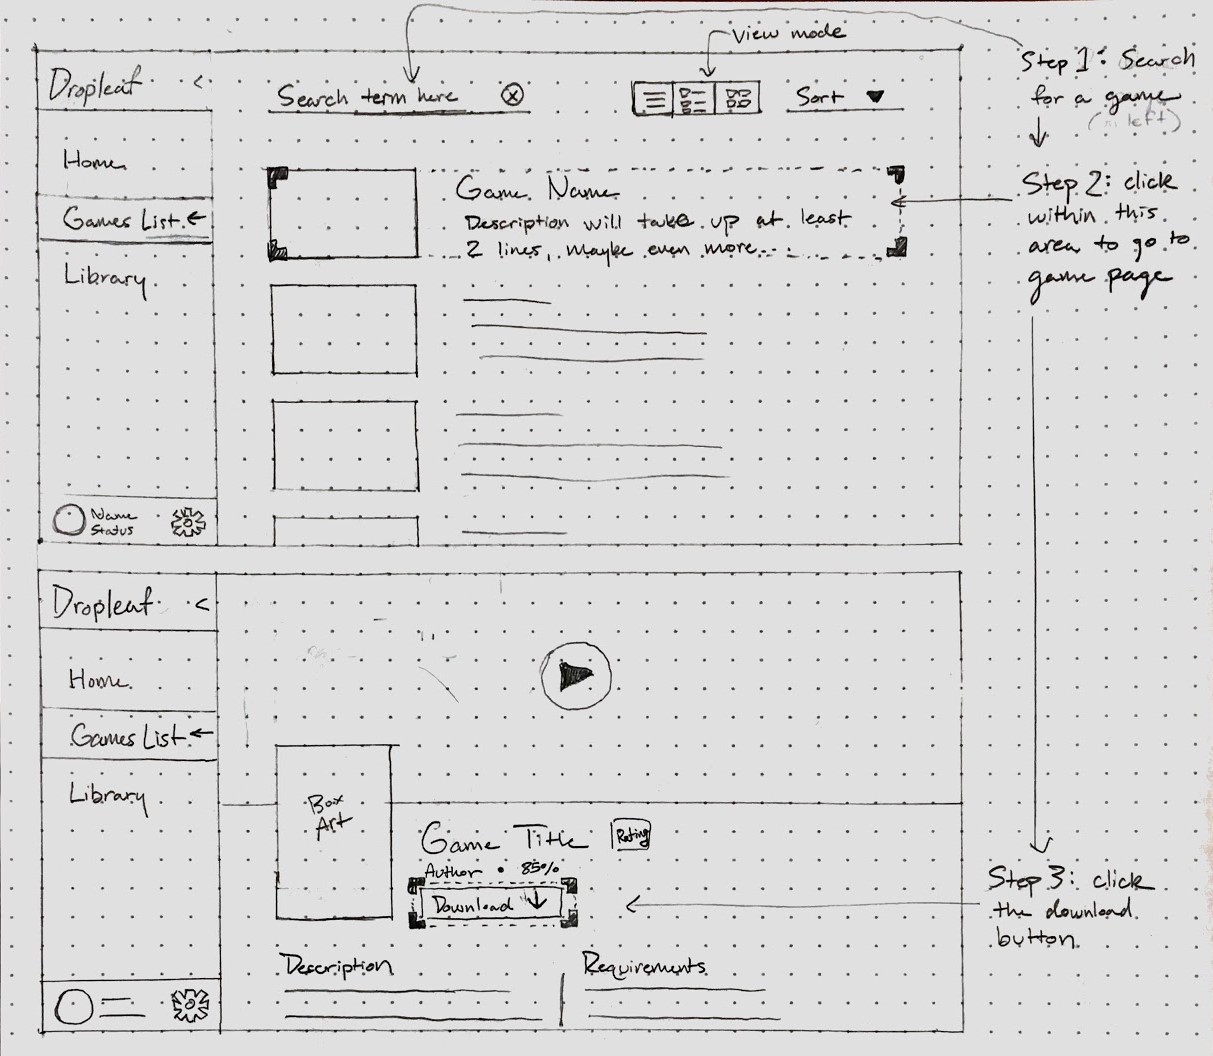 View mode
Step 1: Search
for a game
left)
Dropleaf <
Search term here
Sort
Home
Games List
Library
Game Name
Description will take up at least
2 lines, maybe even more...
Step 2: click
within this
area to go to
game page
Name
Status
Dropleaf <
Home
Games List
Library
Box
Art
Game Title
Rating
Author • 85%
Download
Step 3: click
the download
button
Description
Requirements